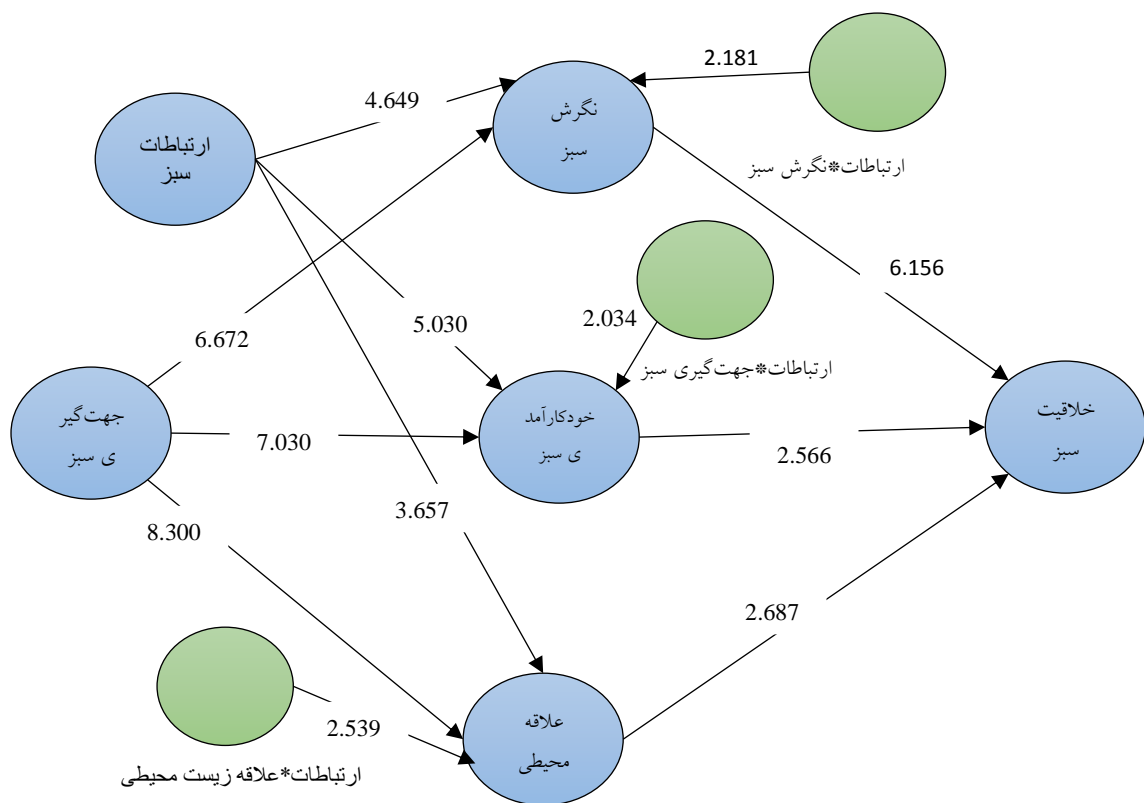 2.181
نگرش
سبز
4.649
ارتباطات
سبز
ارتباطات*نگرش سبز
6.156
2.034
5.030
6.672
ارتباطات*جهت‌گیری سبز
جهت‌گیر
ی سبز
خودکارآمد
ی سبز
خلاقیت
سبز
7.030
2.566
3.657
8.300
2.687
علاقه
محیطی
2.539
ارتباطات*علاقه زیست محیطی